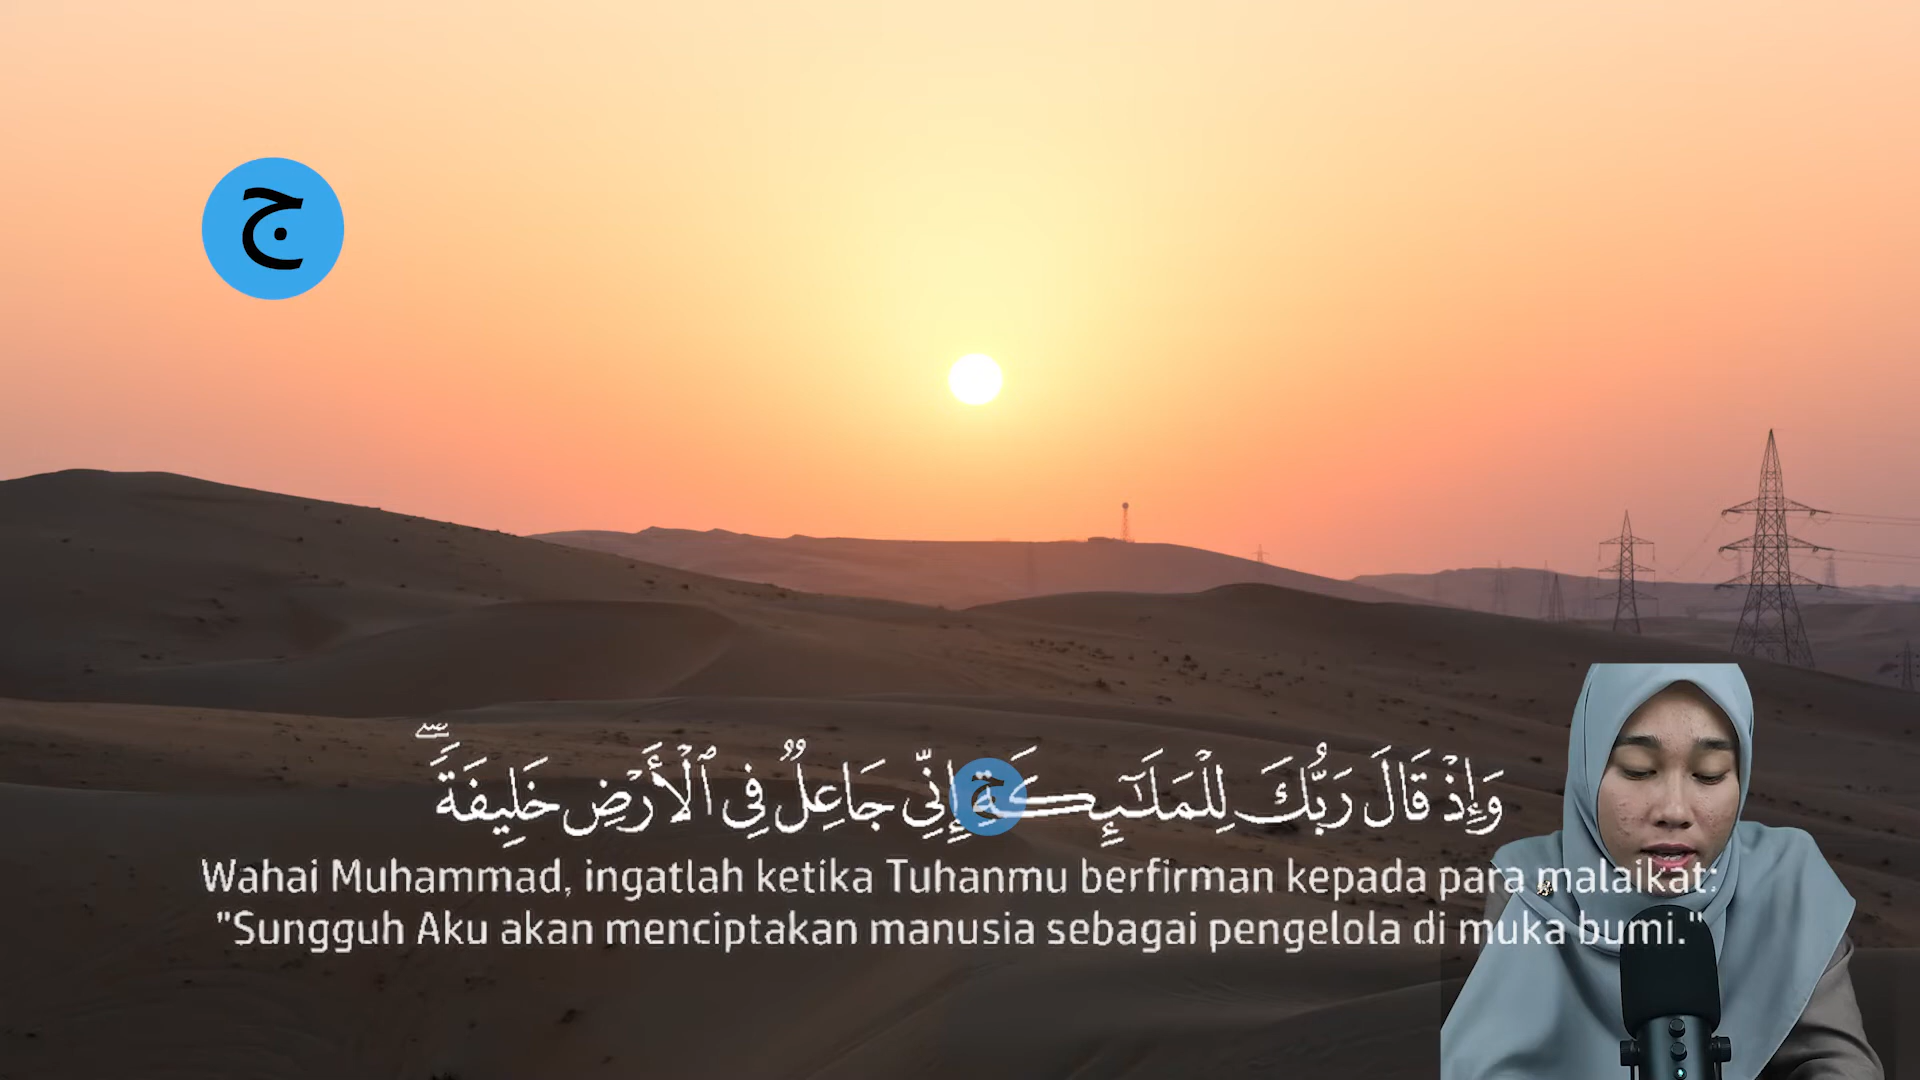 ج
وَإِذْ قَالَ رَبُّكَ لِلْمَلَٰٓئِكَةِ إِنِّي جَاعِلٌ فِي ٱلْأَرْضِ خَلِيفَةً ۖ
ج
Wahai Muhammad, ingatlah ketika Tuhanmu berfirman kepada para malaikat:
"Sungguh Aku akan menciptakan manusia sebagai pengelola di muka bumi."